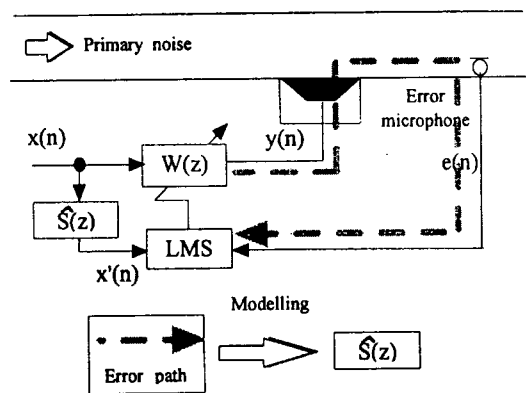 Primary noise
Error
microphone
x(n)
y(n)
e(n)
W(z)
Ŝ(z)
LMS
x'(n)
Modelling
Error path
Ŝ(z)